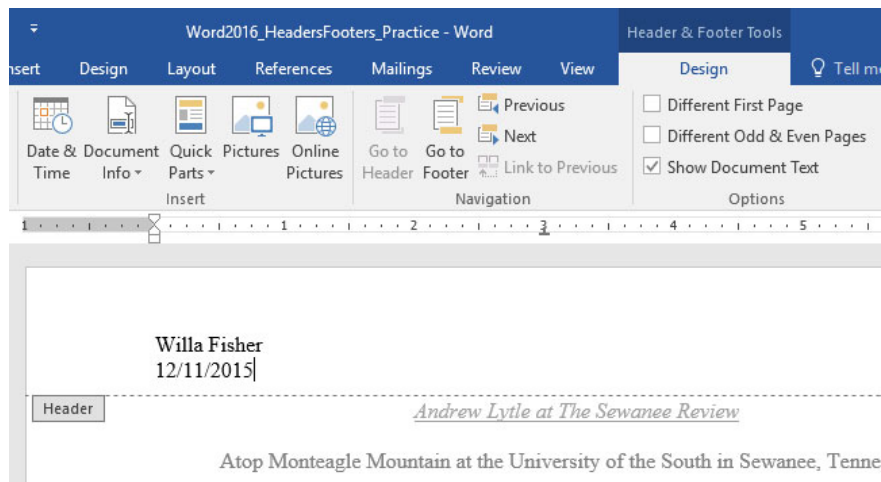 Word2016_HeadersFooters_Practice - Word
Header & Footer Tools
Design
Layout
References
Mailings
Review
View
Design
Tell
Date & Time
Document Info
Quick Parts
Pictures
Online Pictures
Insert
Go to Header
Go to Footer
Previous
Next
Link to Previous
Navigation
Different First Page
Different Odd & Even Pages
Show Document Text
Options
1 1 2 3 4 5
Willa Fisher
12/11/2015
Header
Andrew Lytle at The Sewanee Review
Atop Monteagle Mountain at the University of the South in Sewanee, Tenne